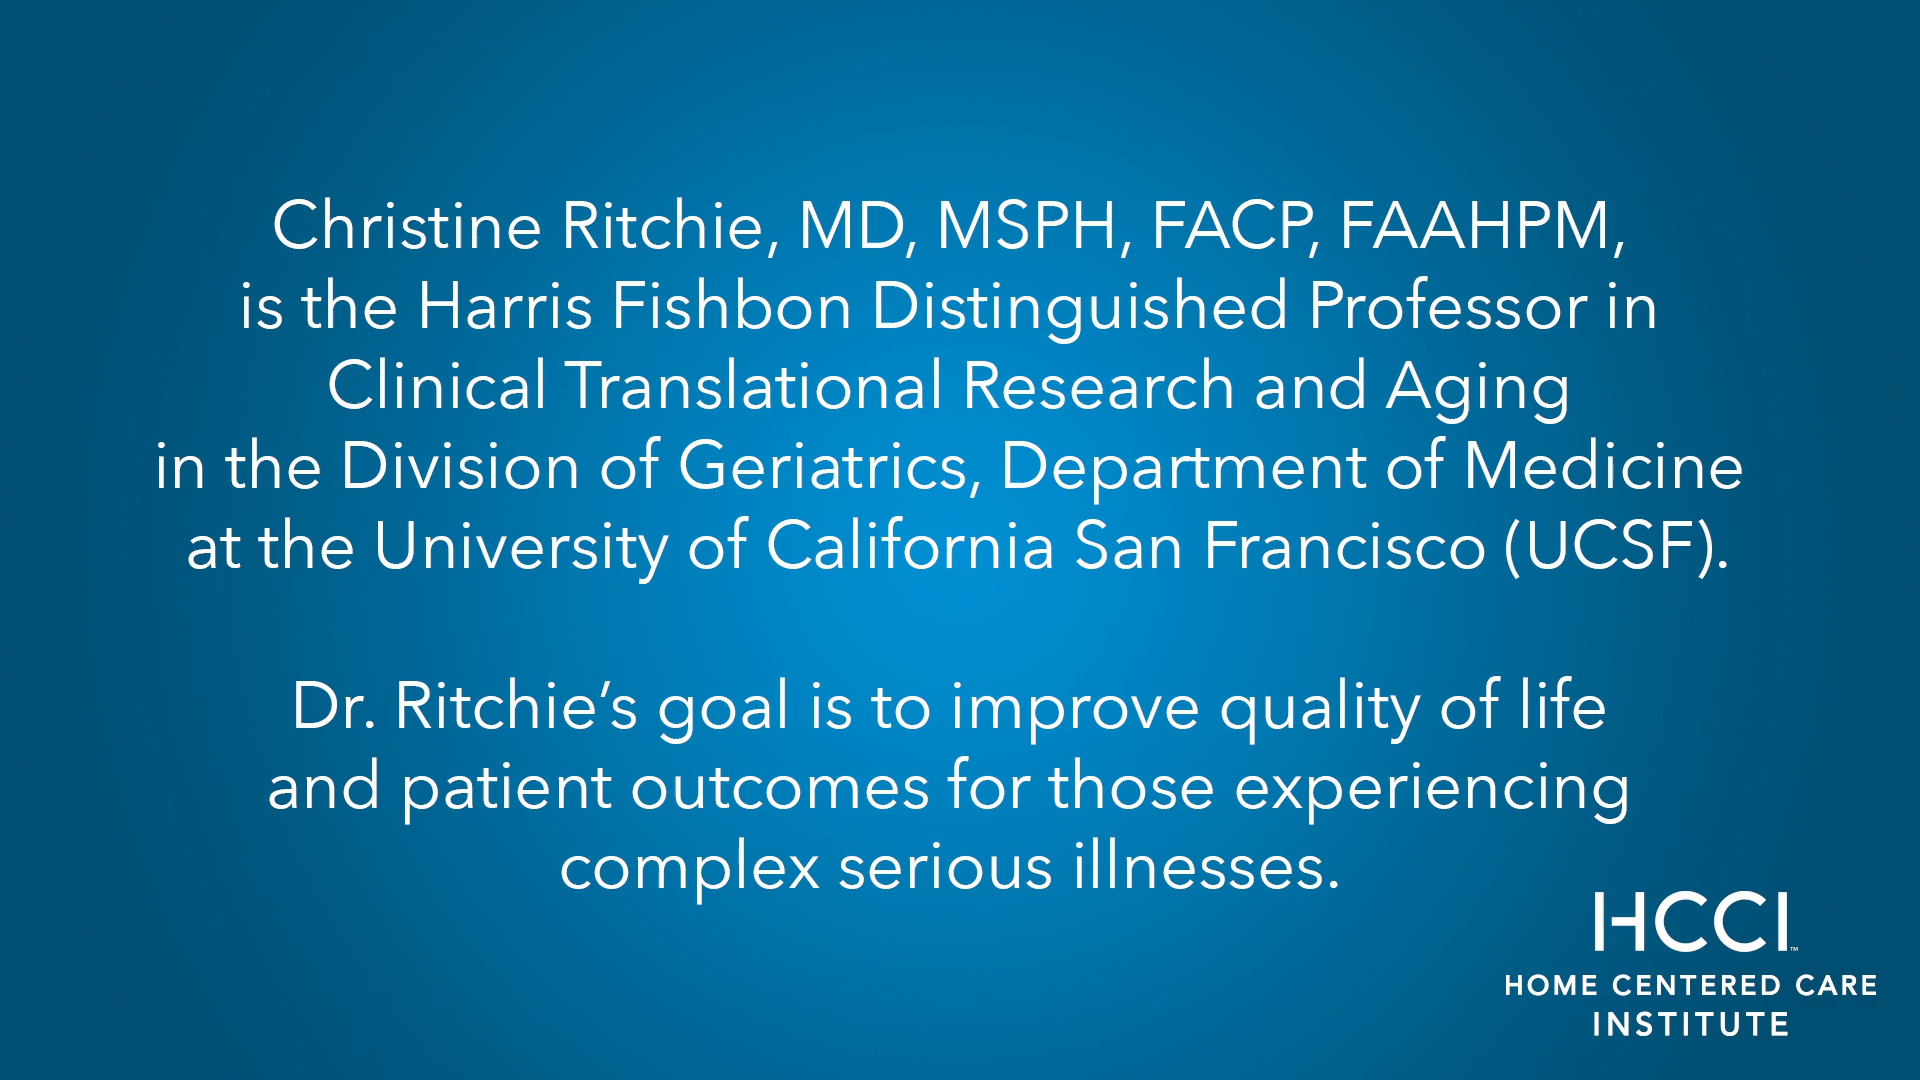 Christine Ritchie, MD, MSPH, FACP, FAAHPM,
is the Harris Fishbon Distinguished Professor in
Clinical Translational Research and Aging
in the Division of Geriatrics, Department of Medicine
at the University of California San Francisco (UCSF).
Dr. Ritchie’s goal is to improve quality of life
and patient outcomes for those experiencing
complex serious illnesses.
HCCI™
HOME CENTERED CARE
INSTITUTE